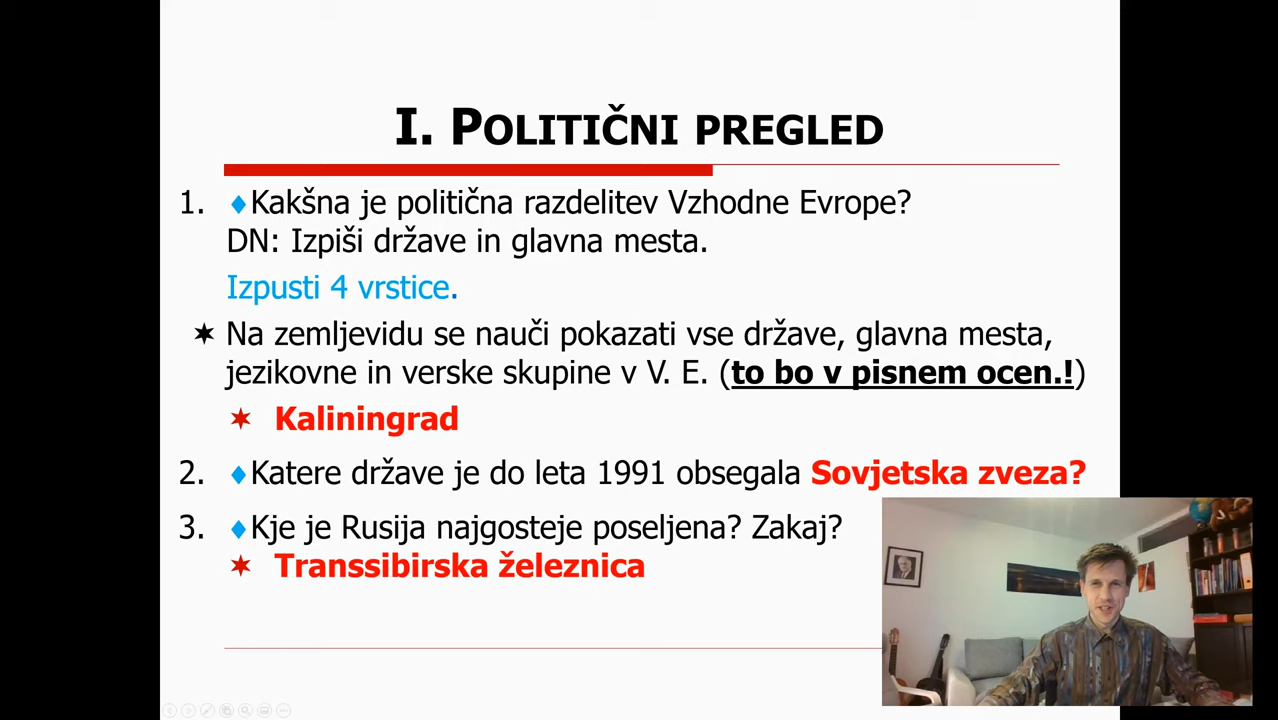 I. POLITIČNI PREGLED
1. ♦Kakšna je politična razdelitev Vzhodne Evrope?
DN: Izpiši države in glavna mesta.
Izpusti 4 vrstice.
✶ Na zemljevidu se nauči pokazati vse države, glavna mesta,
jezikovne in verske skupine v V. E. (to bo v pisnem ocen.!)
✶ Kaliningrad
2. ♦Katere države je do leta 1991 obsegala Sovjetska zveza?
3. ♦Kje je Rusija najgosteje poseljena? Zakaj?
✶ Transsibirska železnica